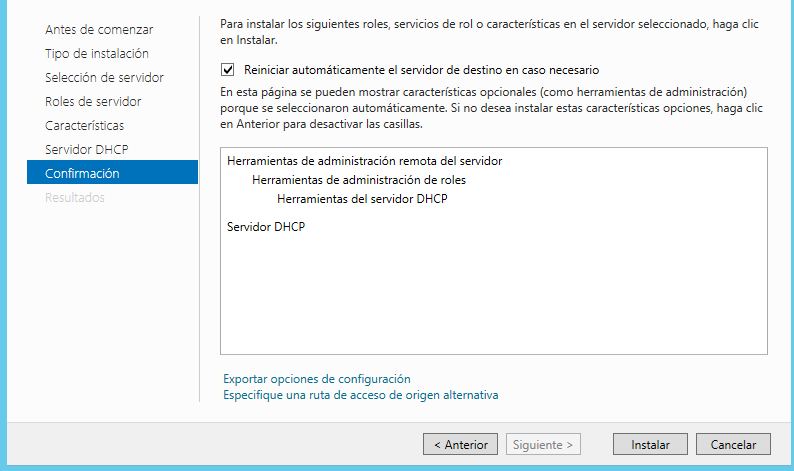 Antes de comenzar
Tipo de instalación
Selección de servidor
Roles de servidor
Características
Servidor DHCP
Confirmación
Resultados
Para instalar los siguientes roles, servicios de rol o características en el servidor seleccionado, haga clic
en Instalar.
Reiniciar automáticamente el servidor de destino en caso necesario
En esta página se pueden mostrar características opcionales (como herramientas de administración)
porque se seleccionaron automáticamente. Si no desea instalar estas características opciones, haga clic
en Anterior para desactivar las casillas.
Herramientas de administración remota del servidor
Herramientas de administración de roles
Herramientas del servidor DHCP
Servidor DHCP
Exportar opciones de configuración
Especifique una ruta de acceso de origen alternativa
< Anterior
Siguiente >
Instalar
Cancelar